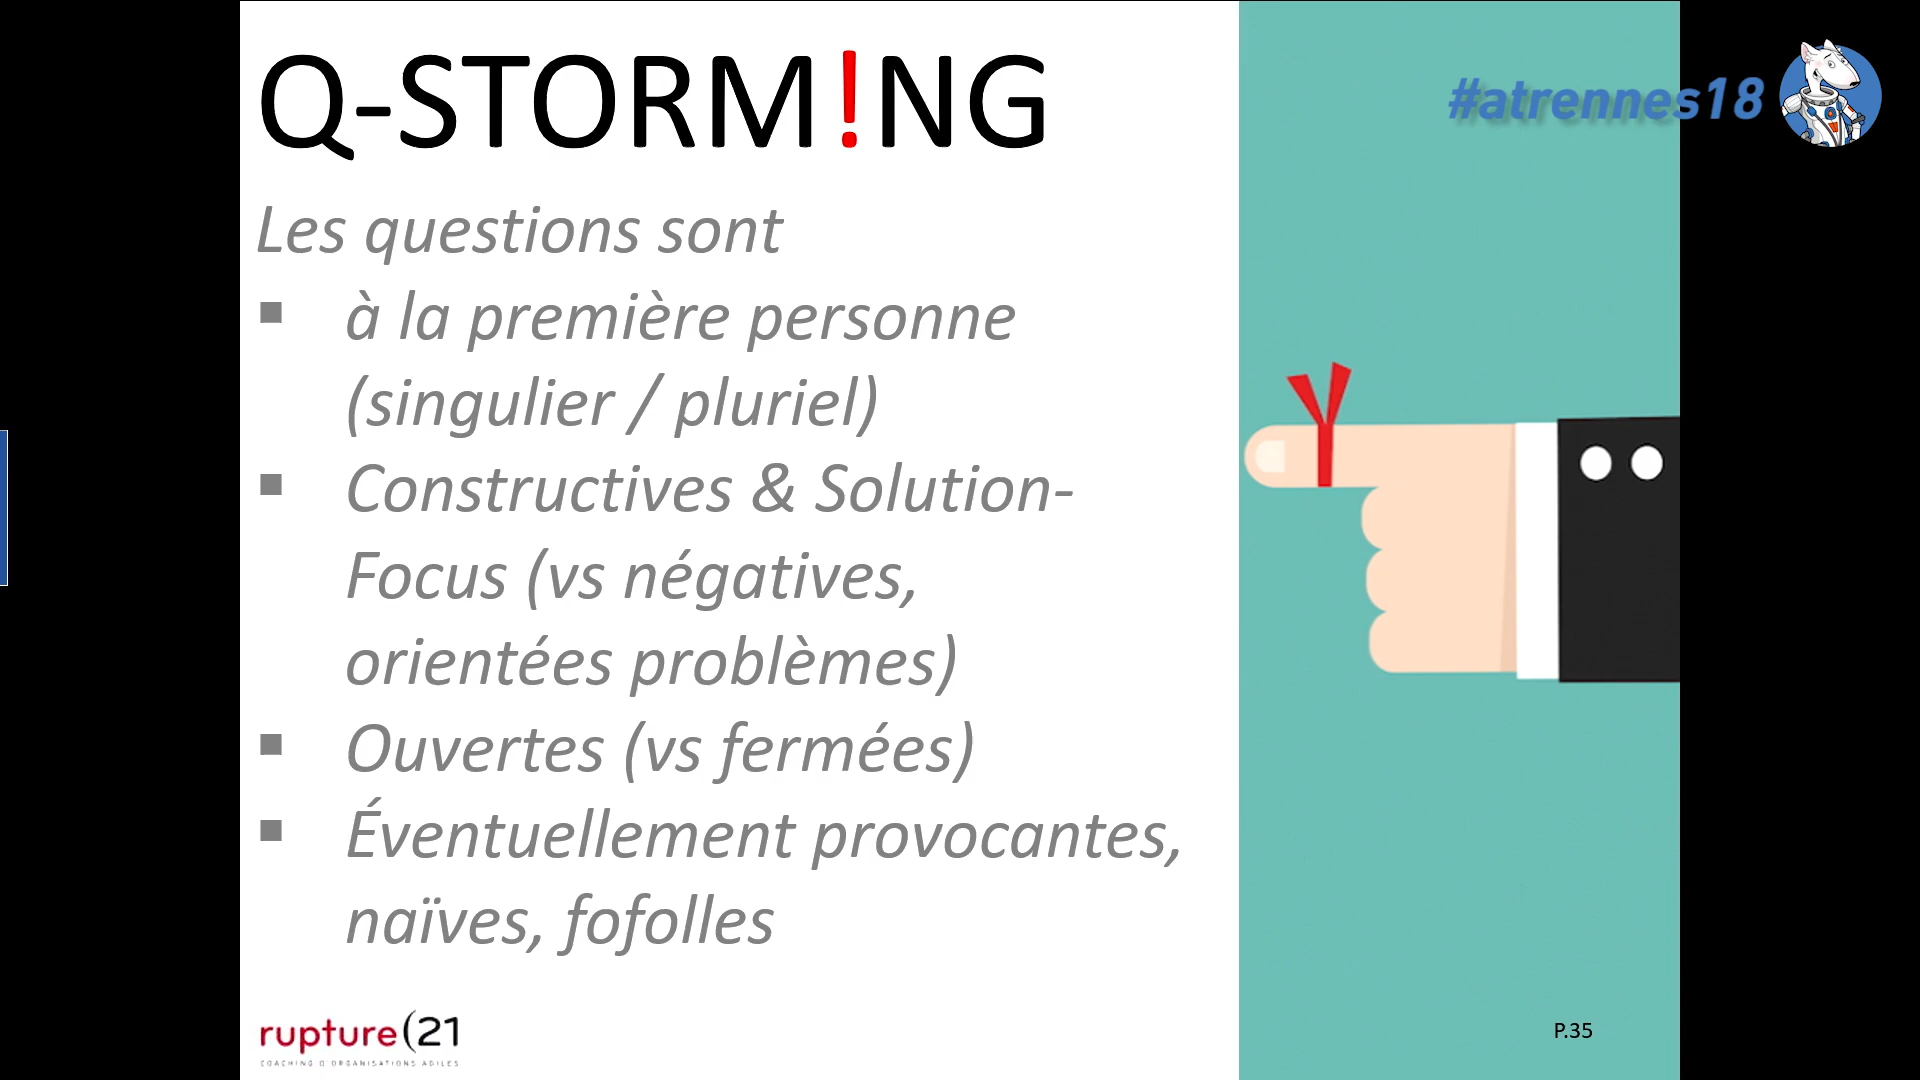 Q-STORM!NG
#atrennes18
Les questions sont
▪ à la première personne
(singulier / pluriel)
▪ Constructives & Solution-
Focus (vs négatives,
orientées problèmes)
▪ Ouvertes (vs fermées)
▪ Éventuellement provocantes,
naïves, fofolles
rupture(21
COACHING & ORGANISATIONS AGILES
P.35